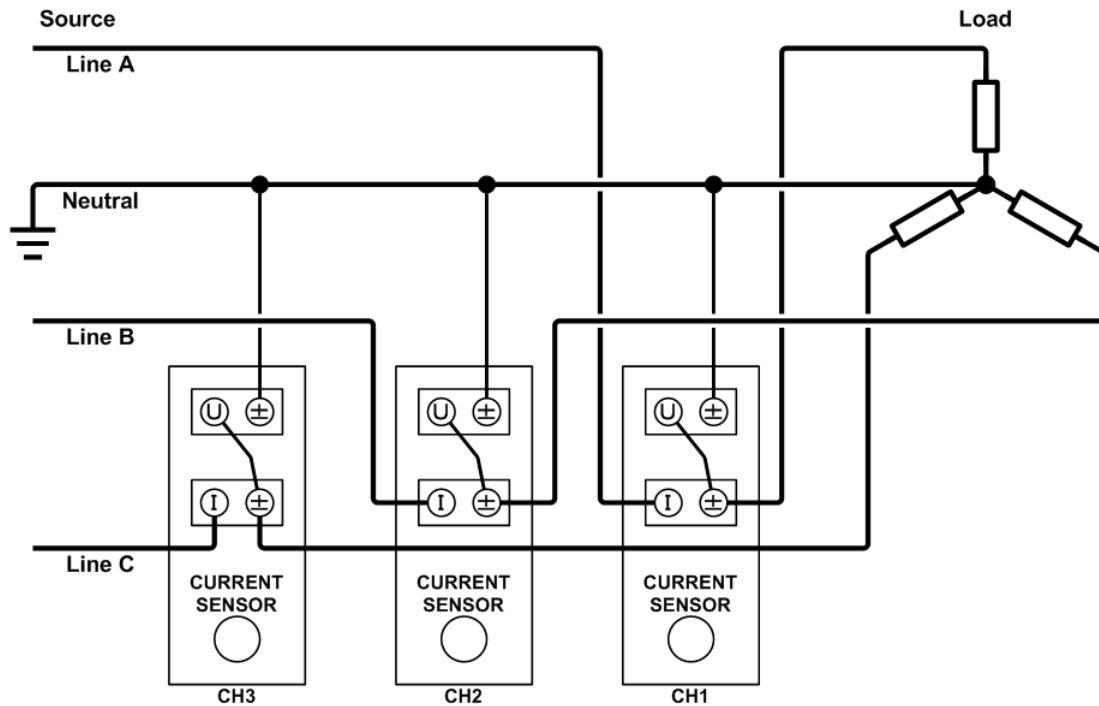 Source
Load
Line A
Neutral
Line B
U ±
U ±
U ±
I ±
I ±
I ±
Line C
CURRENT
SENSOR
CURRENT
SENSOR
CURRENT
SENSOR
CH3
CH2
CH1